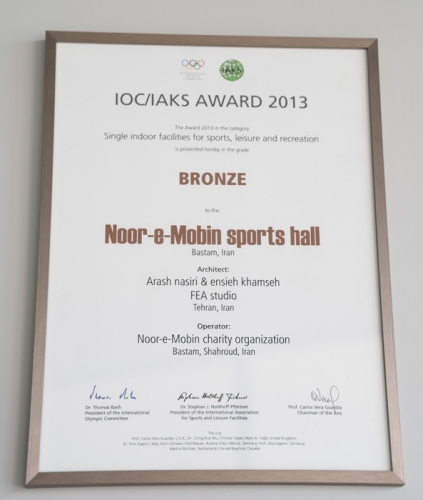 IAKS
IOC/IAKS AWARD 2013
The Award 2013 in the category
Single indoor facilities for sports, leisure and recreation
is presented hereby in the grade
BRONZE
to the
Noor-e-Mobin sports hall
Bastam, Iran
Architect:
Arash nasiri & ensieh khamseh
FEA studio
Tehran, Iran
Operator:
Noor-e-Mobin charity organization
Bastam, Shahroud, Iran
Dr. Thomas Bach
President of the International
Olympic Committee
Dr. Stephan J. Holthoff-Pförtner
President of the International Association
for Sports and Leisure Facilities
Prof. Carlos Vera Guardia
Chairman of the Jury